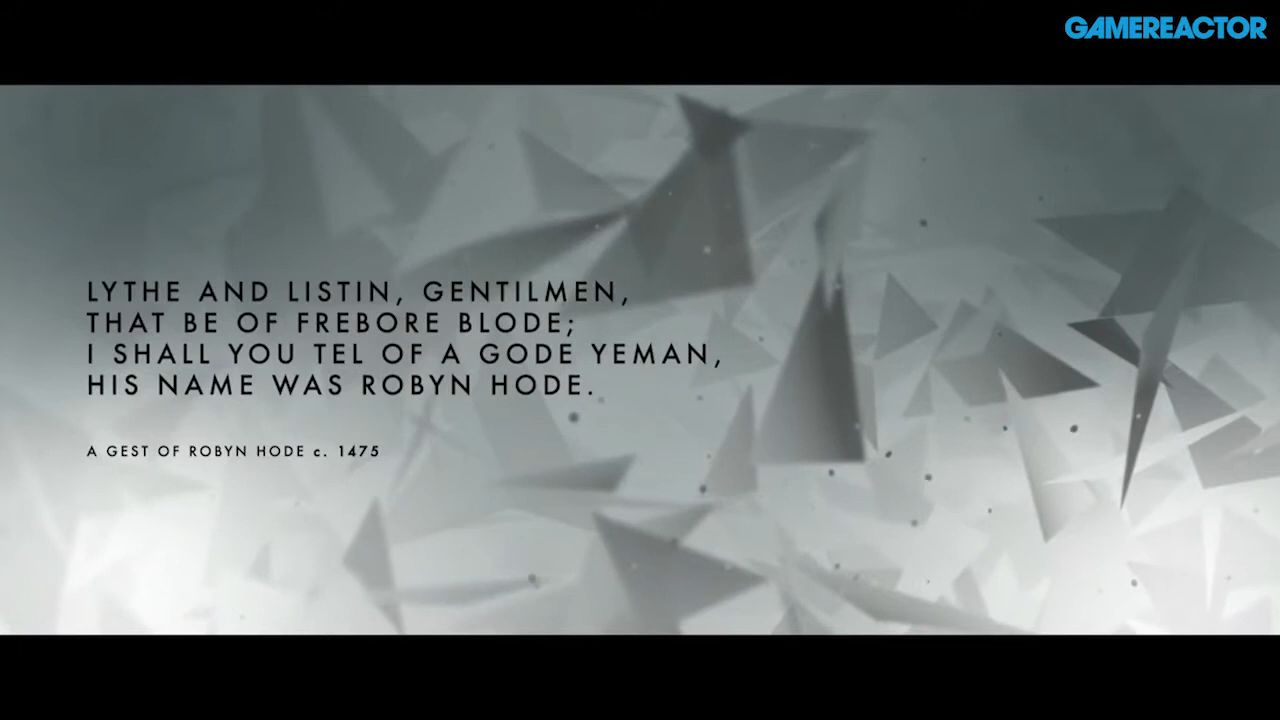 GAMEREACTOR
LYTHE AND LISTIN, GENTILMEN,
THAT BE OF FREBORE BLODE;
I SHALL YOU TEL OF A GODE YEMAN,
HIS NAME WAS ROBYN HODE.
A GEST OF ROBYN HODE c. 1475